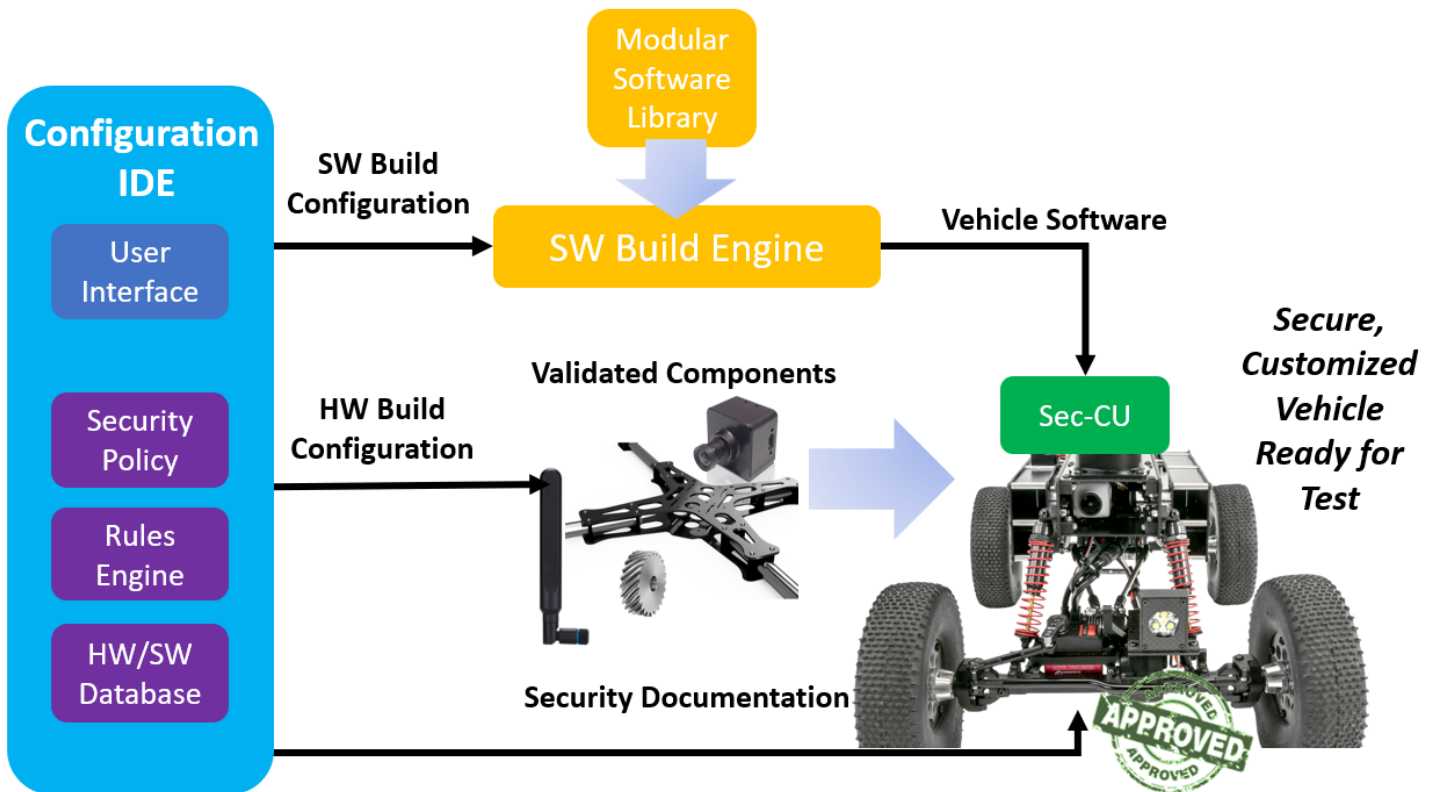 Modular
Software
Library
Configuration
IDE
SW Build
Configuration
User
Interface
SW Build Engine
Vehicle Software
Secure,
Customized
Vehicle
Ready for
Test
Validated Components
Sec-CU
HW Build
Configuration
Security
Policy
Rules
Engine
HW/SW
Database
Security Documentation
APPROVED
APPROVED
APPROVED